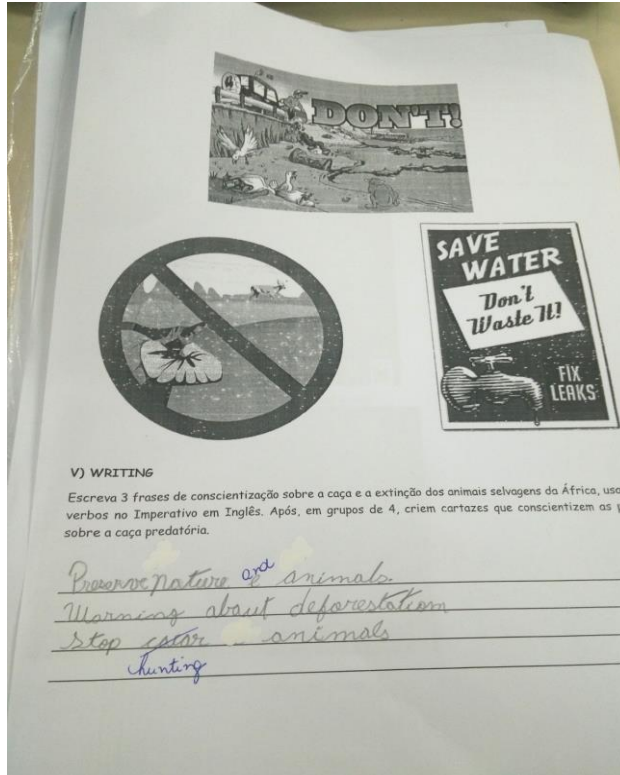 DON'T!
SAVE
WATER
Don't
Waste It!
FIX
LEAKS
V) WRITING
Escreva 3 frases de conscientização sobre a caça e a extinção dos animais selvagens da África,
verbos no Imperativo em Inglês. Após, em grupos de 4, criem cartazes que conscientizem as
sobre a caça predatória.
Preserve nature and animals.
Warning about deforestation
Stop animals
hunting